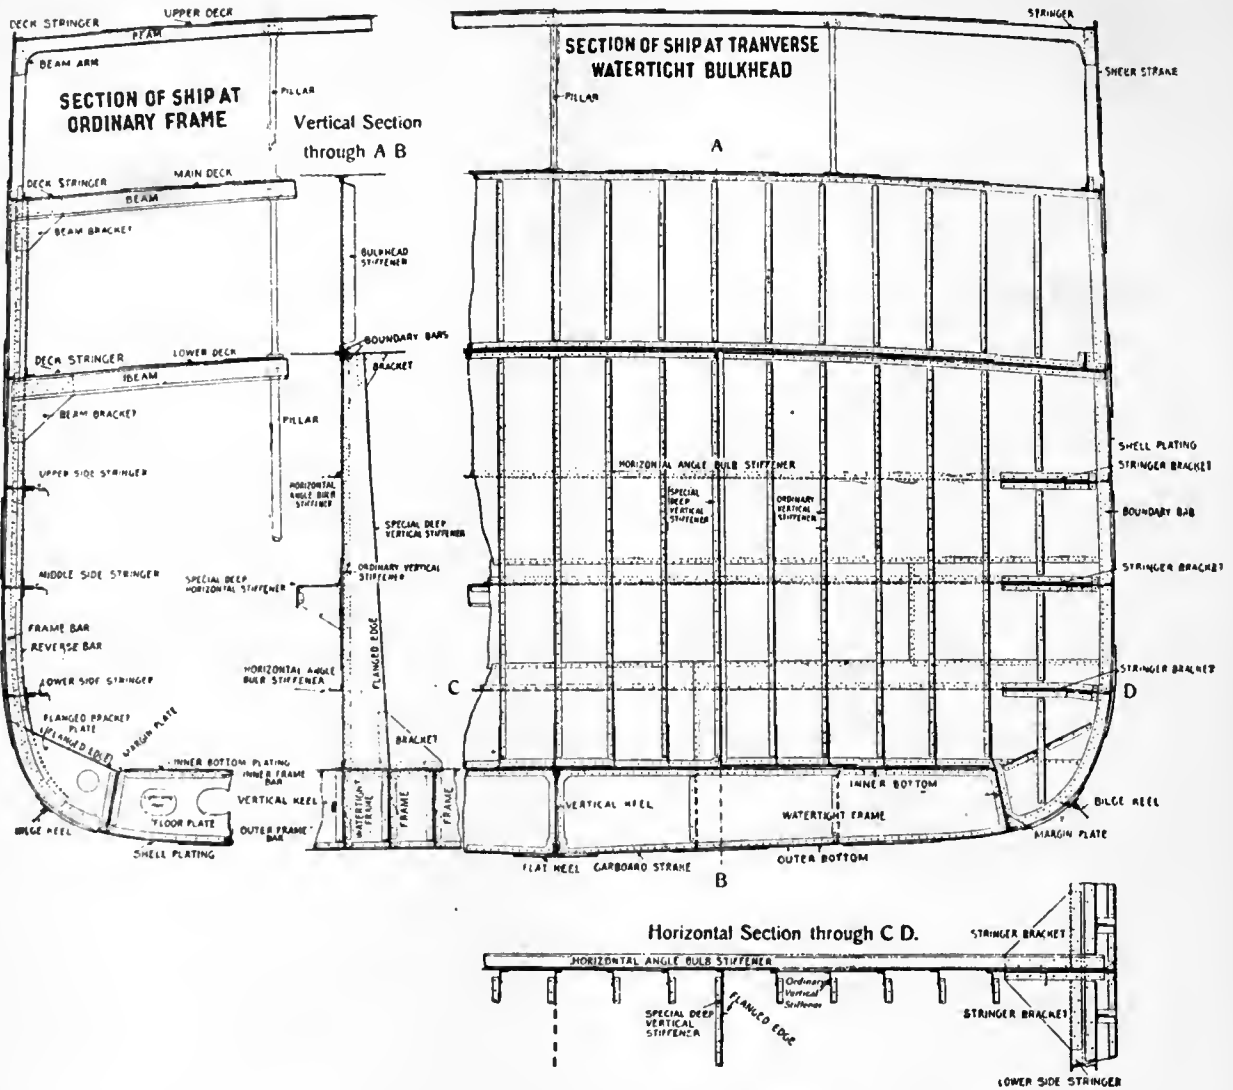 DECK STRINGER
UPPER DECK
BEAM
BEAM ARM
SECTION OF SHIP AT
ORDINARY FRAME
PILLAR
Vertical Section
through A B
DECK STRINGER
MAIN DECK
BEAM
BEAM BRACKET
BULKHEAD
STIFFENER
BOUNDARY BARS
BRACKET
DECK STRINGER
LOWER DECK
BEAM
BEAM BRACKET
PILLAR
UPPER SIDE STRINGER
HORIZONTAL
ANGLE BULB
STIFFENER
SPECIAL DEEP
VERTICAL STIFFENER
ORDINARY VERTICAL
STIFFENER
MIDDLE SIDE STRINGER
SPECIAL DEEP
HORIZONTAL STIFFENER
FRAME BAR
REVERSE BAR
FLANGED EDGE
HORIZONTAL ANGLE
BULB STIFFENER
LOWER SIDE STRINGER
FLANGED BRACKET
PLATE
FLANGED EDGE
MARGIN PLATE
BRACKET
INNER BOTTOM PLATING
INNER FRAME
BAR
VERTICAL KEEL
FLOOR PLATE
OUTER FRAME
BAR
BILGE KEEL
SHELL PLATING
WATERTIGHT
FRAME
FRAME
FRAME
STRINGER
SECTION OF SHIP AT TRANVERSE
WATERTIGHT BULKHEAD
SHEER STRAKE
PILLAR
A
SHELL PLATING
STRINGER BRACKET
HORIZONTAL ANGLE BULB STIFFENER
SPECIAL
DEEP
VERTICAL
STIFFENER
ORDINARY
VERTICAL
STIFFENER
BOUNDARY BAR
STRINGER BRACKET
STRINGER BRACKET
C
D
INNER BOTTOM
VERTICAL KEEL
WATERTIGHT FRAME
BILGE KEEL
MARGIN PLATE
FLAT KEEL
GARBOARD STRAKE
OUTER BOTTOM
B
Horizontal Section through C D.
STRINGER BRACKET
HORIZONTAL ANGLE BULB STIFFENER
Ordinary
Vertical
Stiffener
SPECIAL DEEP
VERTICAL
STIFFENER
FLANGED EDGE
STRINGER BRACKET
LOWER SIDE STRINGER